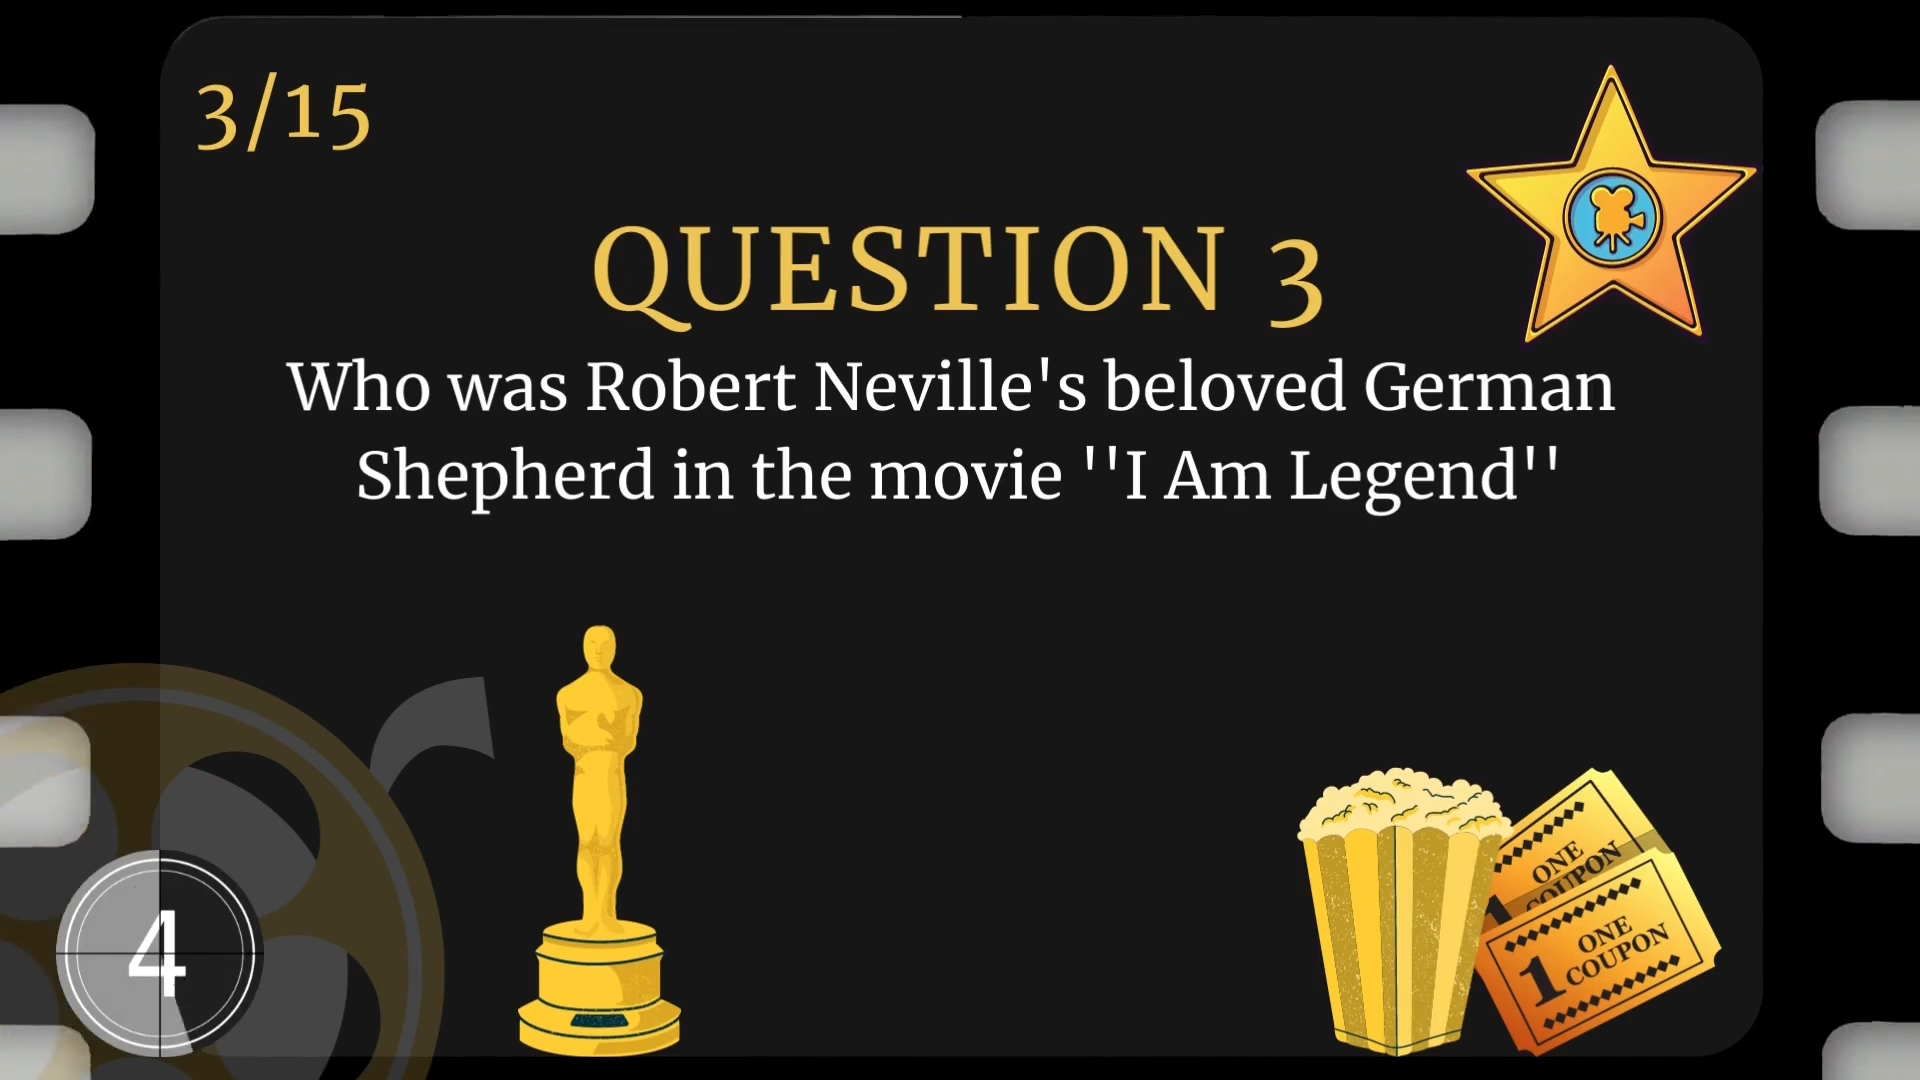 3/15
QUESTION 3
Who was Robert Neville's beloved German
Shepherd in the movie ''I Am Legend''
4
ONE
COUPON
1
ONE
1 COUPON